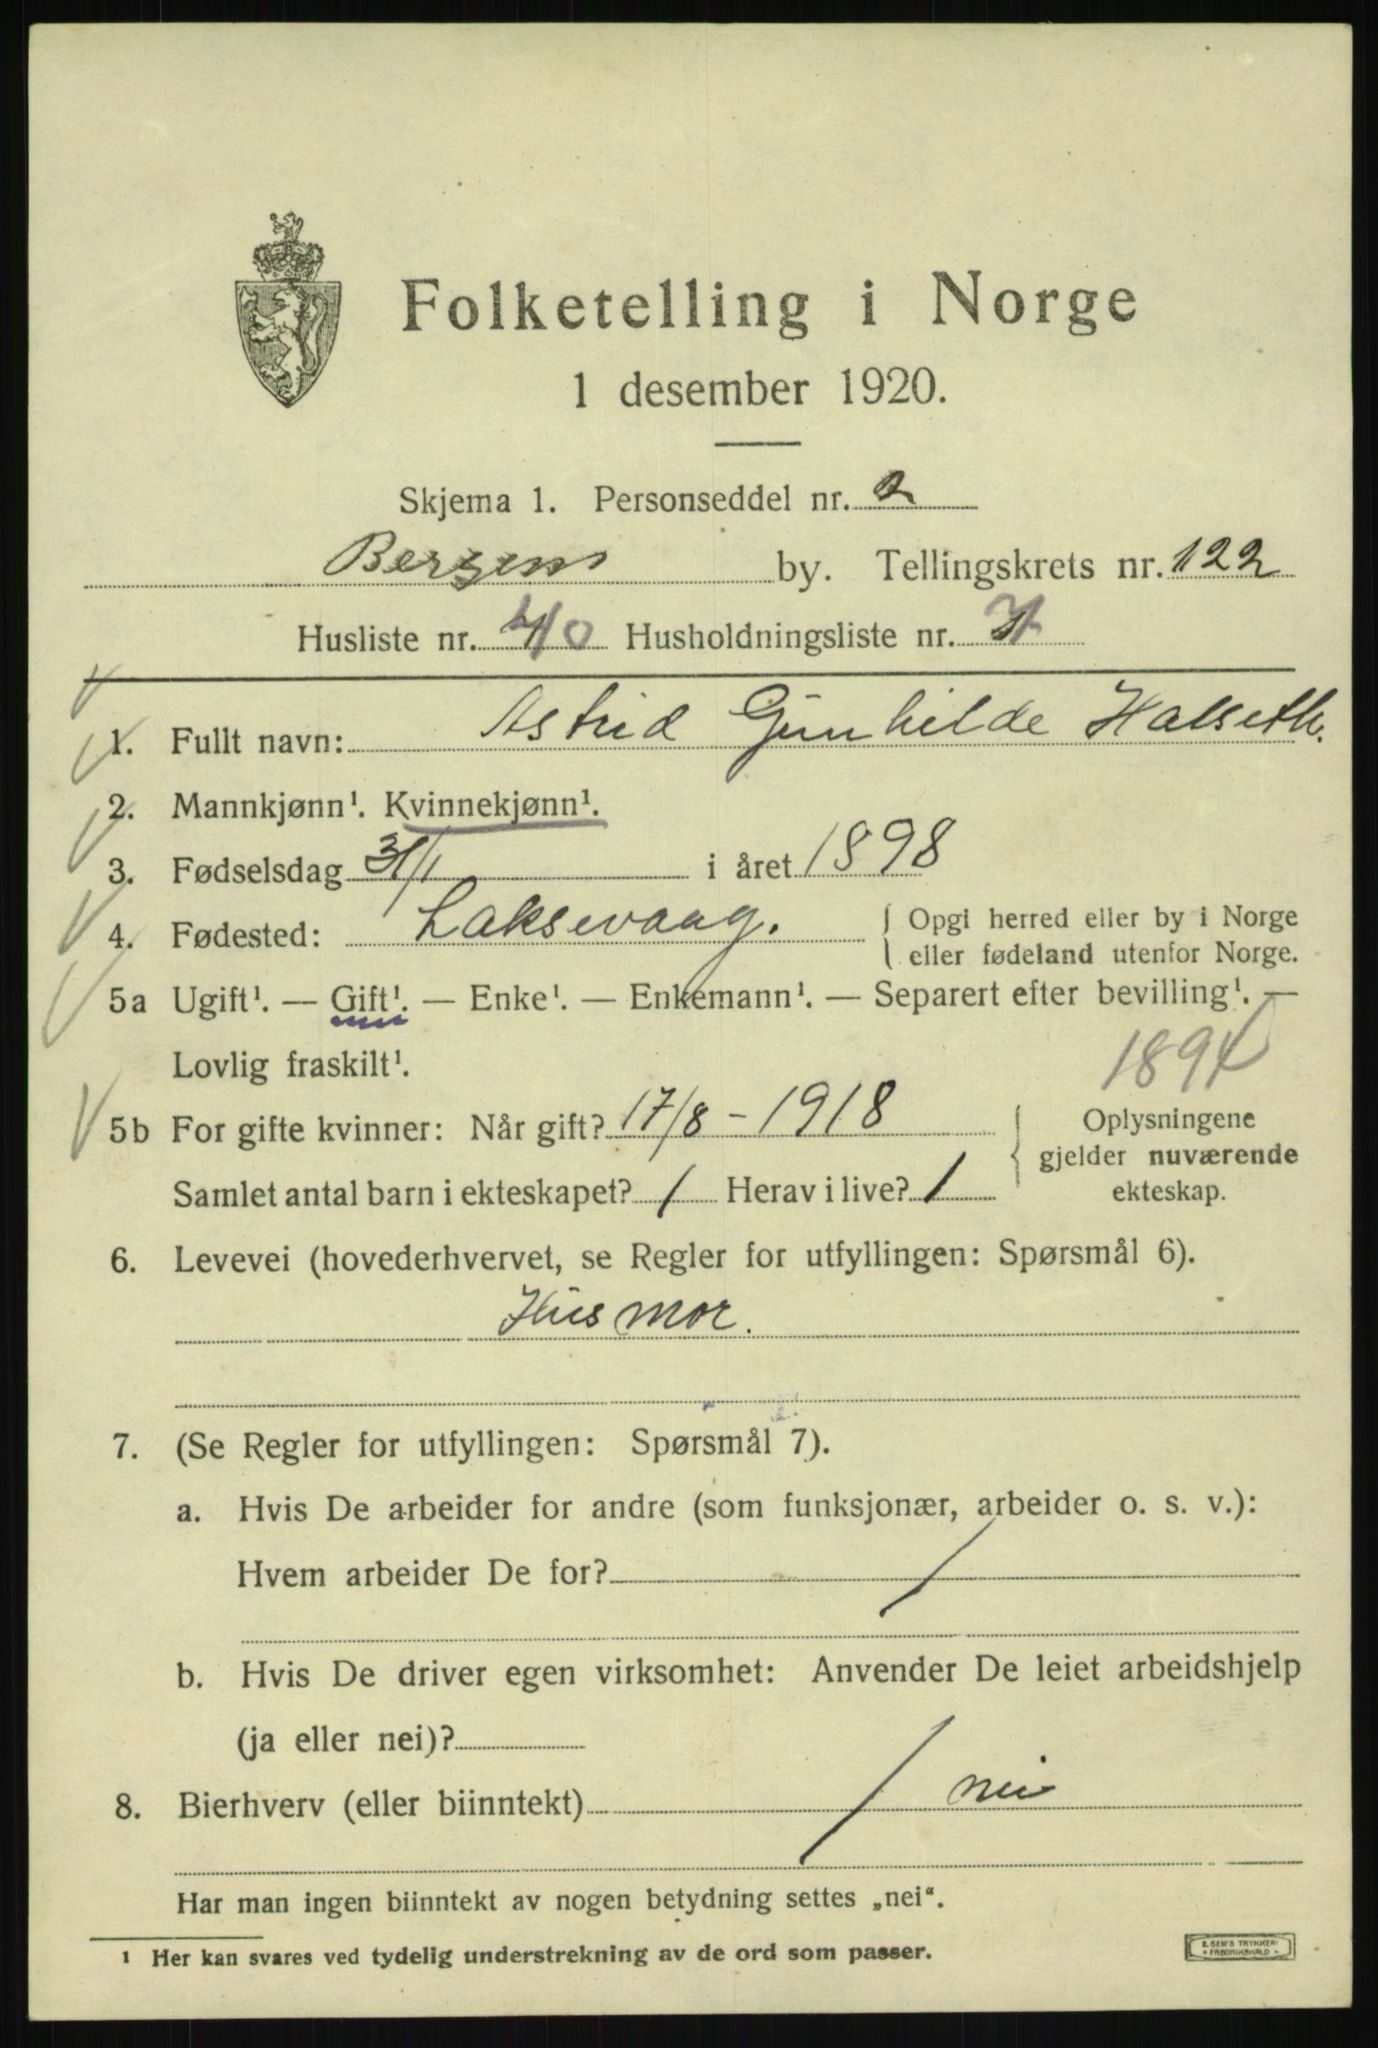 Folketelling i Norge
1 desember 1920.
Skjema 1. Personseddel nr. 2
Bergens by. Tellingskrets nr. 122
Husliste nr. 40 Husholdningsliste nr.
1. Fullt navn: Astrid Gunhilde Halseth.
2. Mannkjønn¹. Kvinnekjønn¹.
3. Fødselsdag 31/1 i året 1898
4. Fødested: Laksevaag. { Opgi herred eller by i Norge
eller fødeland utenfor Norge.
5a Ugift¹. — Gift¹. — Enke¹. — Enkemann¹. — Separert efter bevilling¹. —
Lovlig fraskilt¹.
1894
5b For gifte kvinner: Når gift? 17/8 - 1918 { Oplysningene
gjelder nuværende
ekteskap.
Samlet antal barn i ekteskapet? 1 Herav i live? 1
6. Levevei (hovederhvervet, se Regler for utfyllingen: Spørsmål 6).
Husmor.
7. (Se Regler for utfyllingen: Spørsmål 7).
a. Hvis De arbeider for andre (som funksjonær, arbeider o. s. v.):
Hvem arbeider De for? /
b. Hvis De driver egen virksomhet: Anvender De leiet arbeidshjelp
(ja eller nei)?
8. Bierhverv (eller biinntekt) / nei
Har man ingen biinntekt av nogen betydning settes „nei“.
¹ Her kan svares ved tydelig understrekning av de ord som passer.
E. SEM'S TRYKKERI
• FREDRIKSHALD •